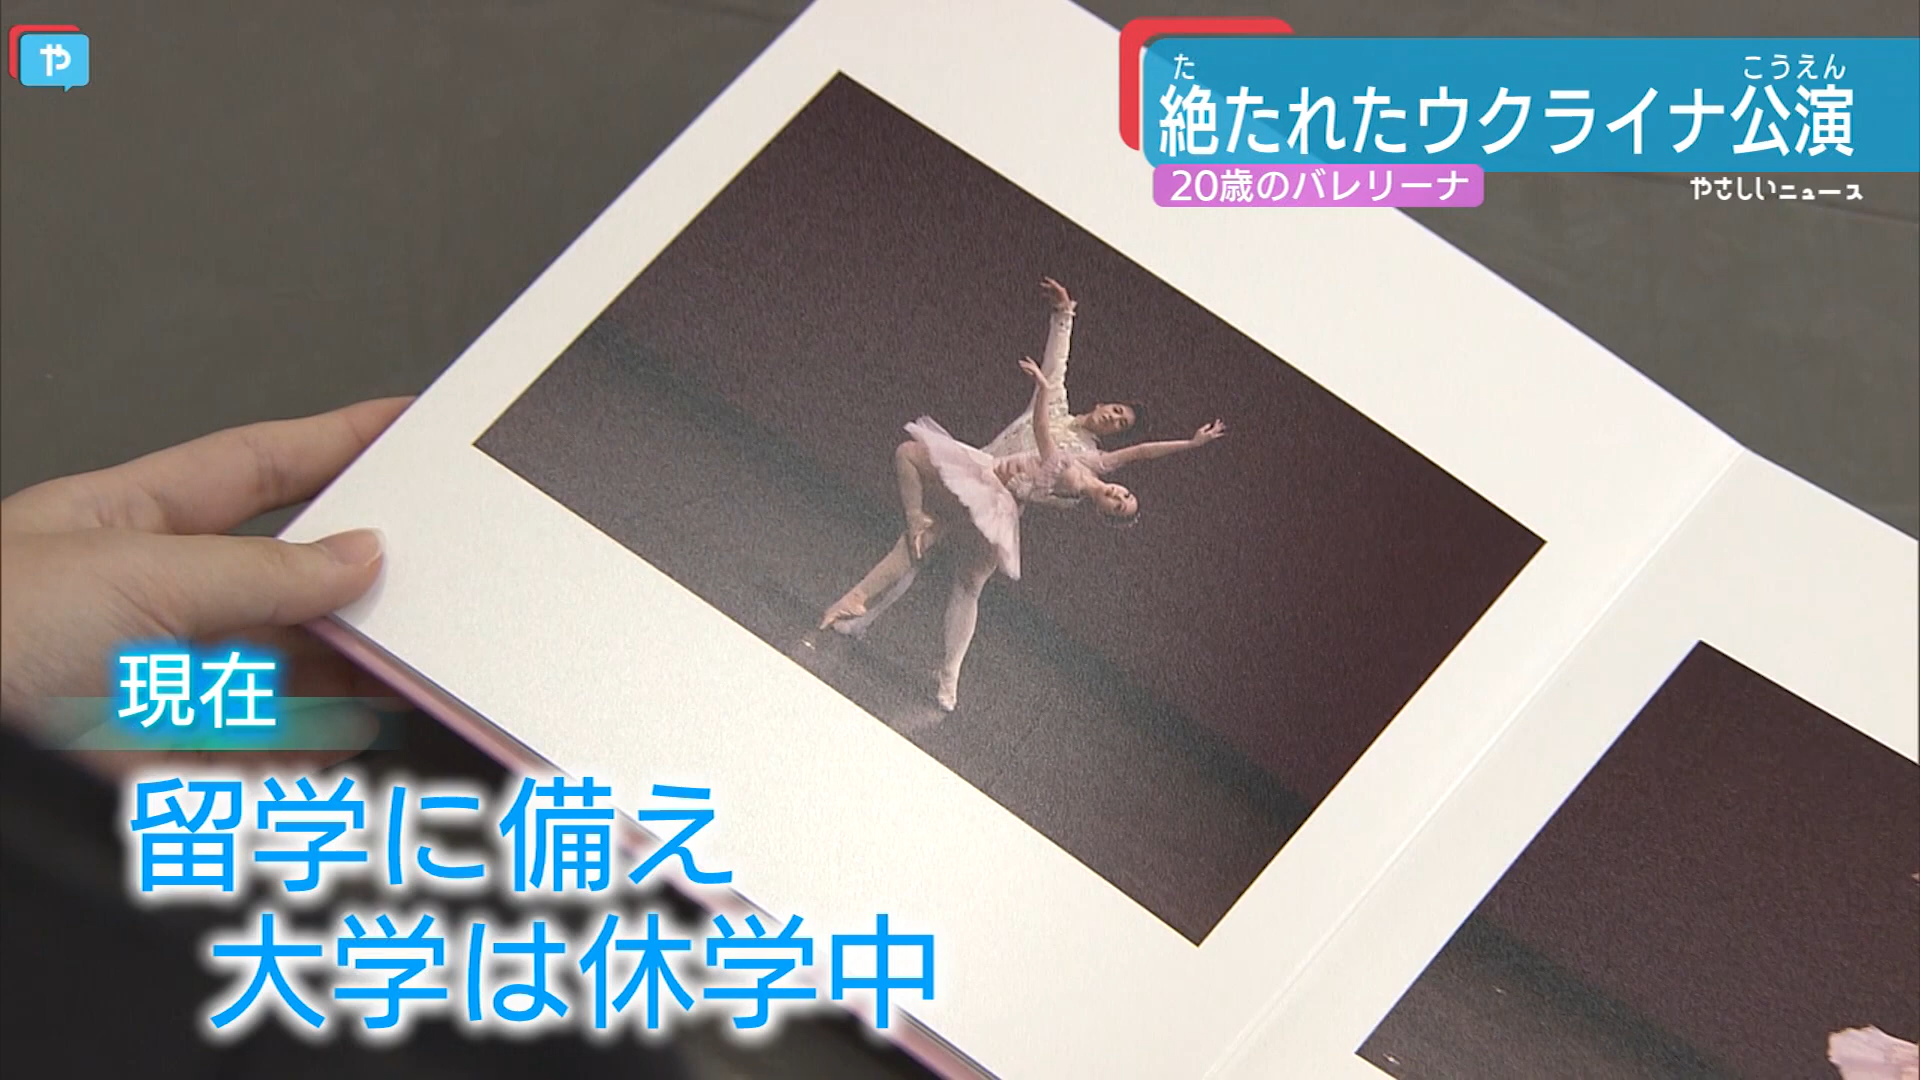 や
た こうえん
絶たれたウクライナ公演
20歳のバレリーナ
やさしいニュース
現在
留学に備え
大学は休学中